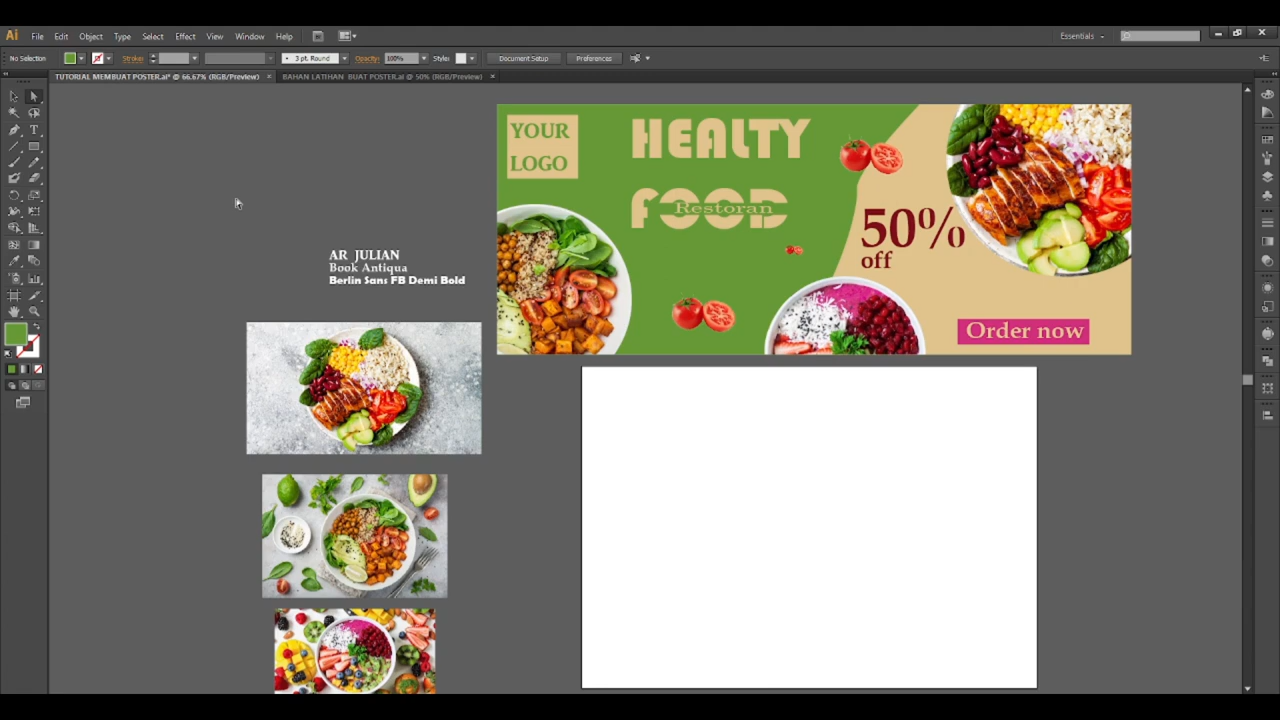 Ai File Edit Object Type Select Effect View Window Help Essentials
No Selection Stroke: 3 pt. Round Opacity: 100% Style: Document Setup Preferences
TUTORIAL MEMBUAT POSTER.ai* @ 66.67% (RGB/Preview) × BAHAN LATIHAN BUAT POSTER.ai @ 50% (RGB/Preview) ×
YOUR
LOGO
HEALTY
FOOD
Restoran
50%
off
Order now
AR JULIAN
Book Antiqua
Berlin Sans FB Demi Bold